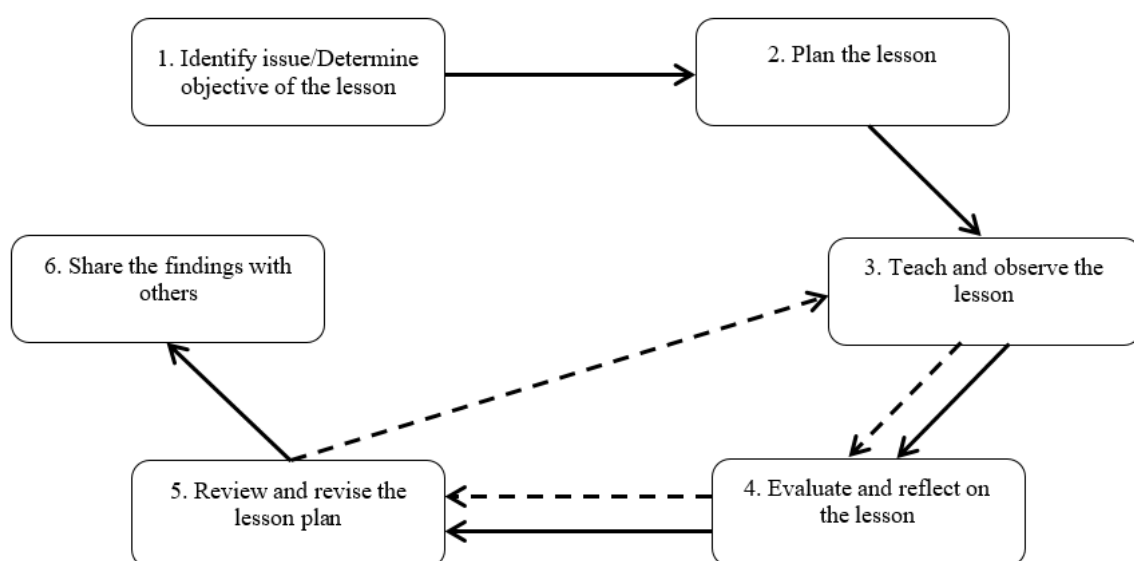 1. Identify issue/Determine
objective of the lesson
2. Plan the lesson
3. Teach and observe the
lesson
4. Evaluate and reflect on
the lesson
5. Review and revise the
lesson plan
6. Share the findings with
others